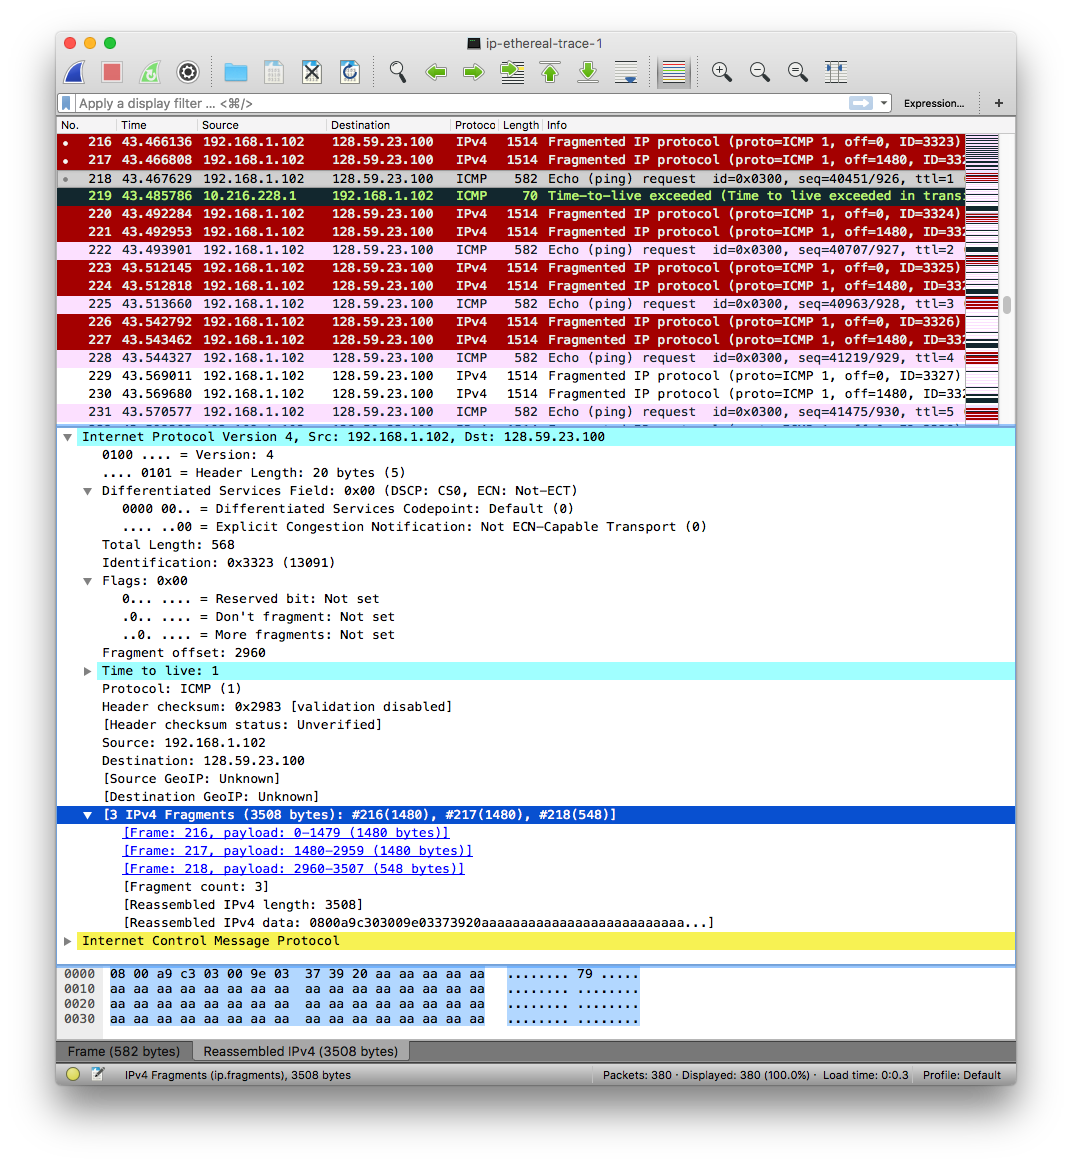 ip-ethereal-trace-1
Apply a display filter ... <⌘/> Expression... +
No. Time Source Destination Protoco Length Info
216 43.466136 192.168.1.102 128.59.23.100 IPv4 1514 Fragmented IP protocol (proto=ICMP 1, off=0, ID=3323)
217 43.466808 192.168.1.102 128.59.23.100 IPv4 1514 Fragmented IP protocol (proto=ICMP 1, off=1480, ID=332
218 43.467629 192.168.1.102 128.59.23.100 ICMP 582 Echo (ping) request id=0x0300, seq=40451/926, ttl=1
219 43.485786 10.216.228.1 192.168.1.102 ICMP 70 Time-to-live exceeded (Time to live exceeded in trans
220 43.492284 192.168.1.102 128.59.23.100 IPv4 1514 Fragmented IP protocol (proto=ICMP 1, off=0, ID=3324)
221 43.492953 192.168.1.102 128.59.23.100 IPv4 1514 Fragmented IP protocol (proto=ICMP 1, off=1480, ID=332
222 43.493901 192.168.1.102 128.59.23.100 ICMP 582 Echo (ping) request id=0x0300, seq=40707/927, ttl=2
223 43.512145 192.168.1.102 128.59.23.100 IPv4 1514 Fragmented IP protocol (proto=ICMP 1, off=0, ID=3325)
224 43.512818 192.168.1.102 128.59.23.100 IPv4 1514 Fragmented IP protocol (proto=ICMP 1, off=1480, ID=332
225 43.513660 192.168.1.102 128.59.23.100 ICMP 582 Echo (ping) request id=0x0300, seq=40963/928, ttl=3
226 43.542792 192.168.1.102 128.59.23.100 IPv4 1514 Fragmented IP protocol (proto=ICMP 1, off=0, ID=3326)
227 43.543462 192.168.1.102 128.59.23.100 IPv4 1514 Fragmented IP protocol (proto=ICMP 1, off=1480, ID=332
228 43.544327 192.168.1.102 128.59.23.100 ICMP 582 Echo (ping) request id=0x0300, seq=41219/929, ttl=4
229 43.569011 192.168.1.102 128.59.23.100 IPv4 1514 Fragmented IP protocol (proto=ICMP 1, off=0, ID=3327)
230 43.569680 192.168.1.102 128.59.23.100 IPv4 1514 Fragmented IP protocol (proto=ICMP 1, off=1480, ID=332
231 43.570577 192.168.1.102 128.59.23.100 ICMP 582 Echo (ping) request id=0x0300, seq=41475/930, ttl=5
Internet Protocol Version 4, Src: 192.168.1.102, Dst: 128.59.23.100
0100 .... = Version: 4
.... 0101 = Header Length: 20 bytes (5)
Differentiated Services Field: 0x00 (DSCP: CS0, ECN: Not-ECT)
0000 00.. = Differentiated Services Codepoint: Default (0)
.... ..00 = Explicit Congestion Notification: Not ECN-Capable Transport (0)
Total Length: 568
Identification: 0x3323 (13091)
Flags: 0x00
0... .... = Reserved bit: Not set
.0.. .... = Don't fragment: Not set
..0. .... = More fragments: Not set
Fragment offset: 2960
Time to live: 1
Protocol: ICMP (1)
Header checksum: 0x2983 [validation disabled]
[Header checksum status: Unverified]
Source: 192.168.1.102
Destination: 128.59.23.100
[Source GeoIP: Unknown]
[Destination GeoIP: Unknown]
[3 IPv4 Fragments (3508 bytes): #216(1480), #217(1480), #218(548)]
[Frame: 216, payload: 0-1479 (1480 bytes)]
[Frame: 217, payload: 1480-2959 (1480 bytes)]
[Frame: 218, payload: 2960-3507 (548 bytes)]
[Fragment count: 3]
[Reassembled IPv4 length: 3508]
[Reassembled IPv4 data: 0800a9c303009e03373920aaaaaaaaaaaaaaaaaaaaaaaaaa...]
Internet Control Message Protocol
0000 08 00 a9 c3 03 00 9e 03 37 39 20 aa aa aa aa aa ........ 79 .....
0010 aa aa aa aa aa aa aa aa aa aa aa aa aa aa aa aa ........ ........
0020 aa aa aa aa aa aa aa aa aa aa aa aa aa aa aa aa ........ ........
0030 aa aa aa aa aa aa aa aa aa aa aa aa aa aa aa aa ........ ........
Frame (582 bytes) Reassembled IPv4 (3508 bytes)
IPv4 Fragments (ip.fragments), 3508 bytes Packets: 380 · Displayed: 380 (100.0%) · Load time: 0:0.3 Profile: Default